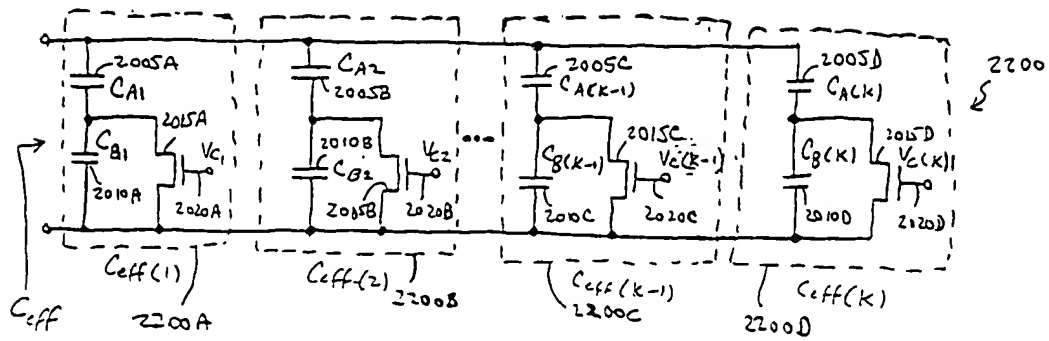 2005A
CA1
2015A
CB1
VC1
2010A
2020A
Ceff(1)
2200A
CA2
2005B
2010B
CB2
VC2
2005B
2020B
Ceff(2)
2200B
...
2005C
CA(K-1)
2015C
CB(K-1)
VC(K-1)
2010C
2020C
Ceff(K-1)
2200C
2005D
CA(K)
2015D
CB(K)
VC(K)
2010D
2020D
Ceff(K)
2200D
2200
Ceff